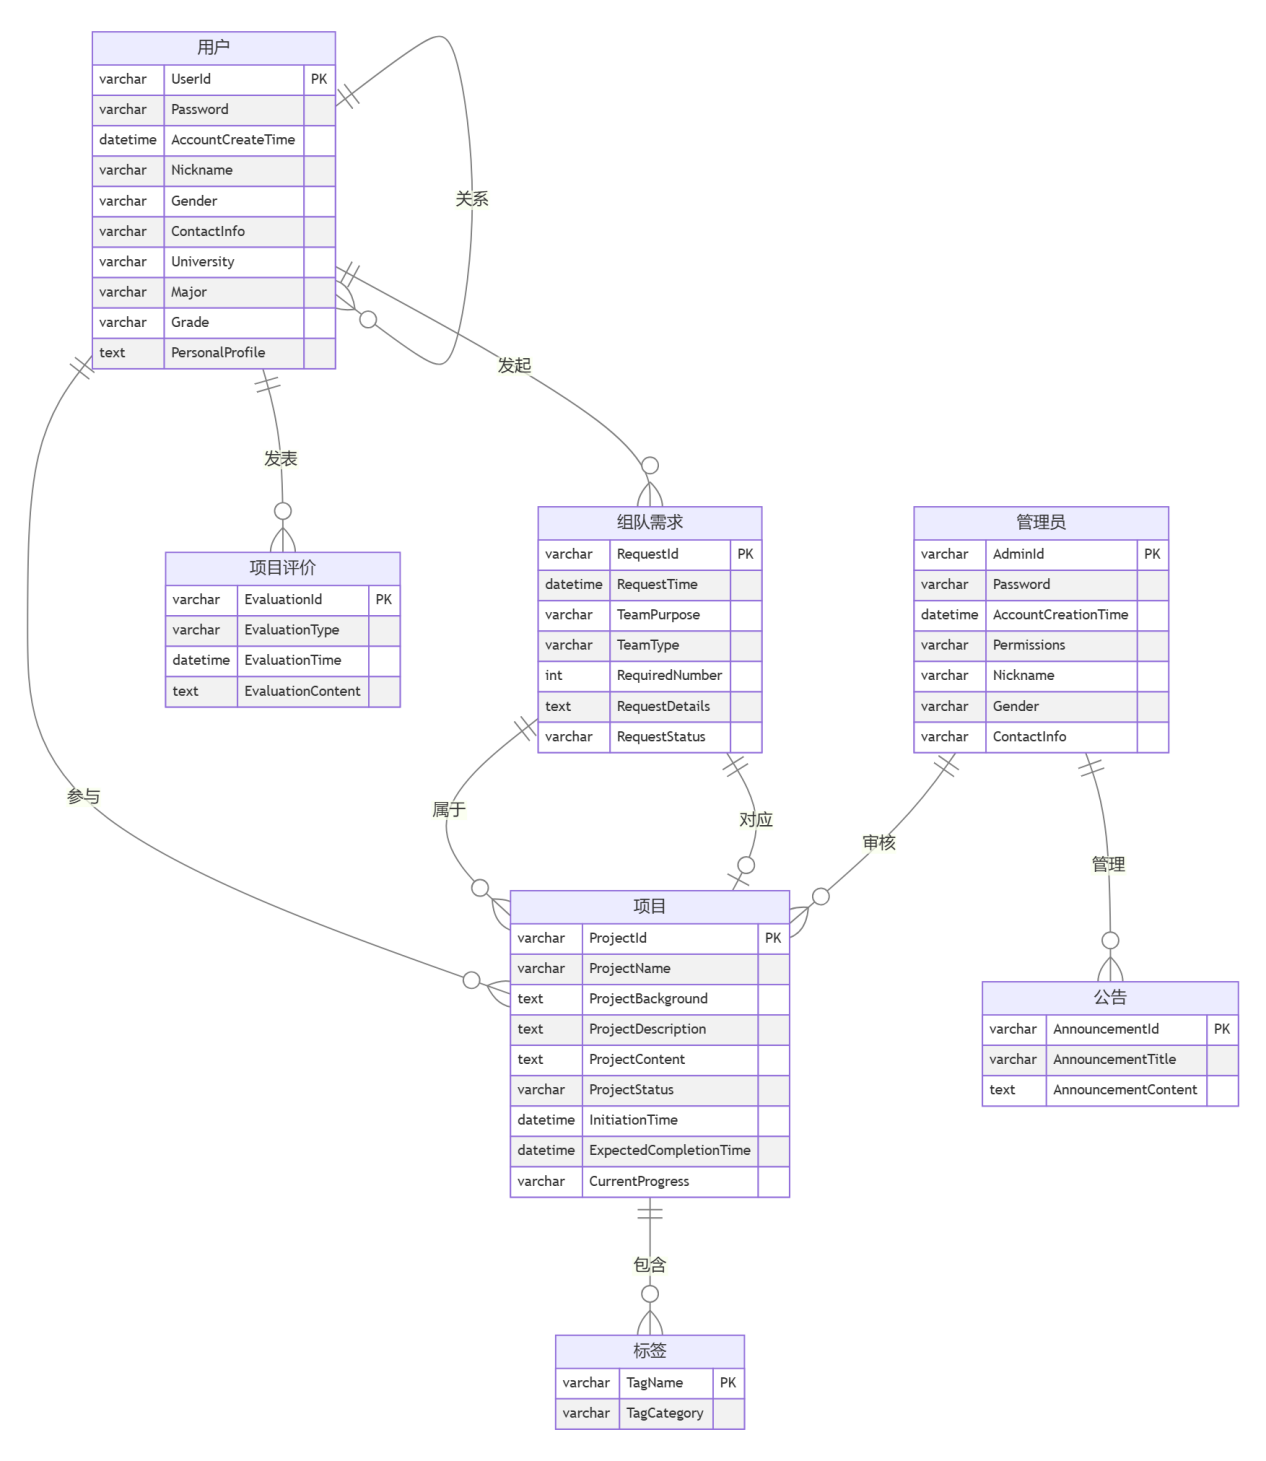 用户
varchar UserId PK
varchar Password
datetime AccountCreateTime
varchar Nickname
varchar Gender
varchar ContactInfo
varchar University
varchar Major
varchar Grade
text PersonalProfile
关系
发起
发表
项目评价
varchar EvaluationId PK
varchar EvaluationType
datetime EvaluationTime
text EvaluationContent
组队需求
varchar RequestId PK
datetime RequestTime
varchar TeamPurpose
varchar TeamType
int RequiredNumber
text RequestDetails
varchar RequestStatus
管理员
varchar AdminId PK
varchar Password
datetime AccountCreationTime
varchar Permissions
varchar Nickname
varchar Gender
varchar ContactInfo
参与
属于
对应
审核
管理
项目
varchar ProjectId PK
varchar ProjectName
text ProjectBackground
text ProjectDescription
text ProjectContent
varchar ProjectStatus
datetime InitiationTime
datetime ExpectedCompletionTime
varchar CurrentProgress
公告
varchar AnnouncementId PK
varchar AnnouncementTitle
text AnnouncementContent
包含
标签
varchar TagName PK
varchar TagCategory